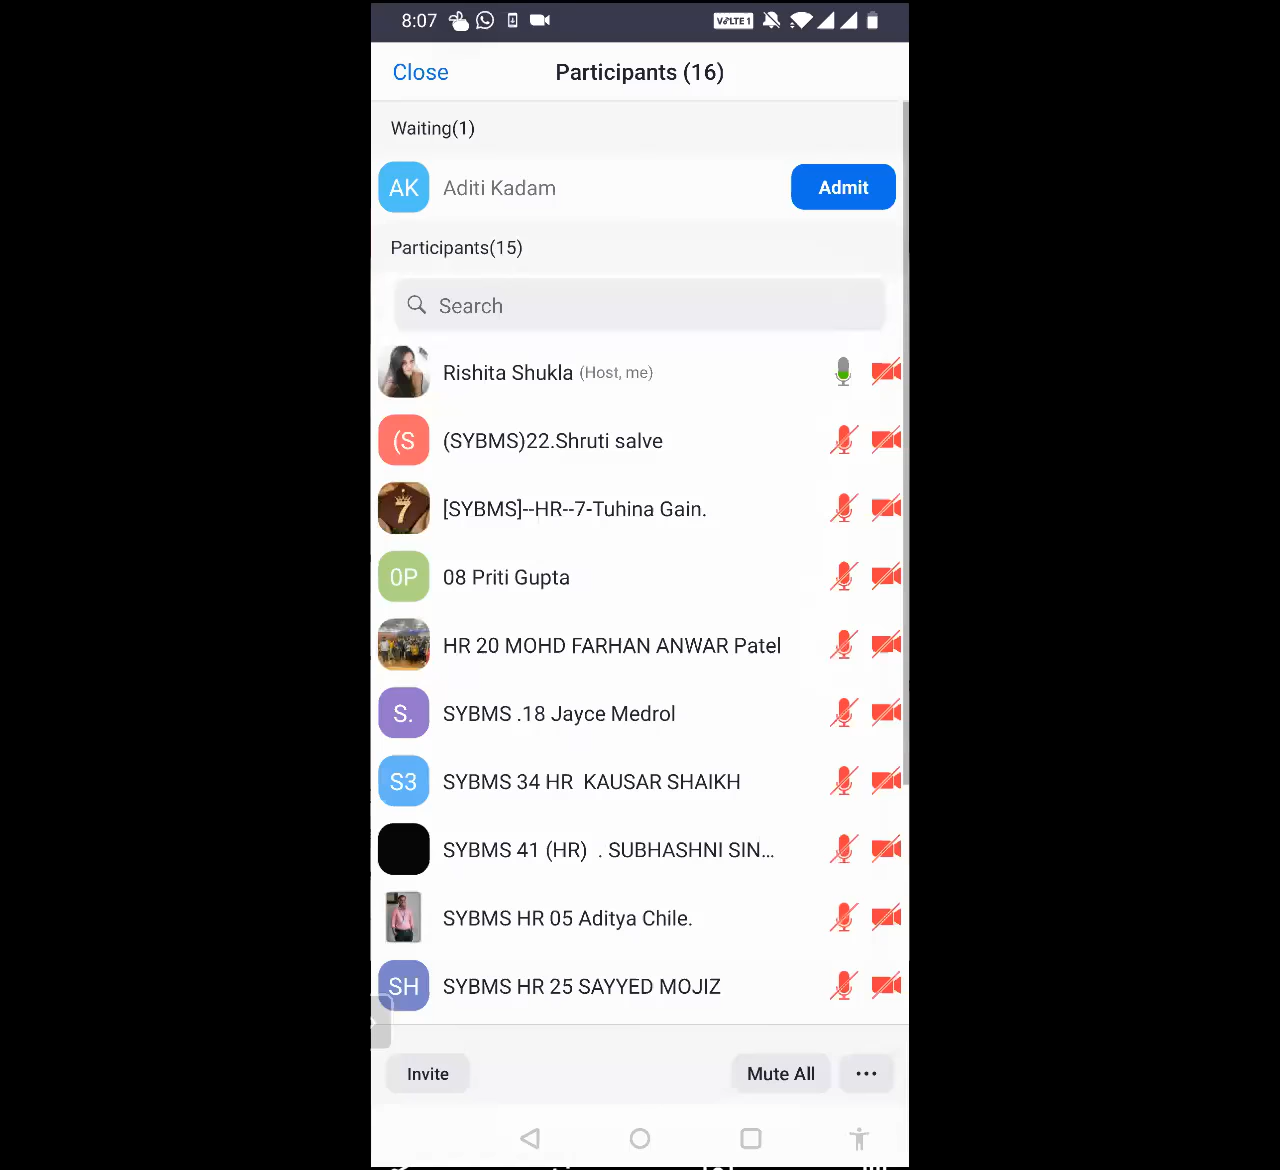 8:07 VoLTE 1
Close Participants (16)
Waiting(1)
AK Aditi Kadam Admit
Participants(15)
Search
Rishita Shukla (Host, me)
(S (SYBMS)22.Shruti salve
7 [SYBMS]--HR--7-Tuhina Gain.
0P 08 Priti Gupta
HR 20 MOHD FARHAN ANWAR Patel
S. SYBMS .18 Jayce Medrol
S3 SYBMS 34 HR  KAUSAR SHAIKH
SYBMS 41 (HR)  . SUBHASHNI SIN...
SYBMS HR 05 Aditya Chile.
SH SYBMS HR 25 SAYYED MOJIZ
Invite Mute All